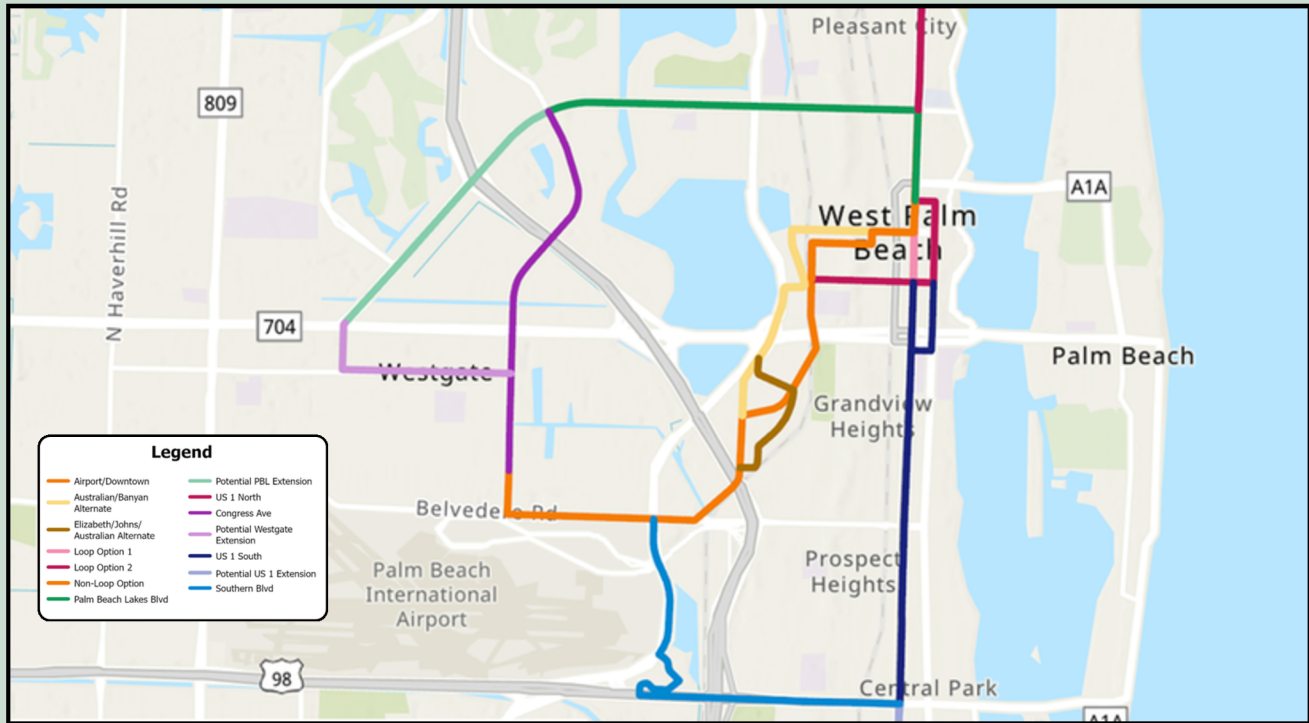 Pleasant City
809
N Haverhill Rd
A1A
West Palm
Beach
704
Palm Beach
Westgate
Grandview
Heights
Legend
Airport/Downtown
Australian/Banyan
Alternate
Elizabeth/Johns/
Australian Alternate
Loop Option 1
Loop Option 2
Non-Loop Option
Palm Beach Lakes Blvd
Potential PBL Extension
US 1 North
Congress Ave
Potential Westgate
Extension
US 1 South
Potential US 1 Extension
Southern Blvd
Belvedere Rd
Prospect
Heights
Palm Beach
International
Airport
98
Central Park
A1A